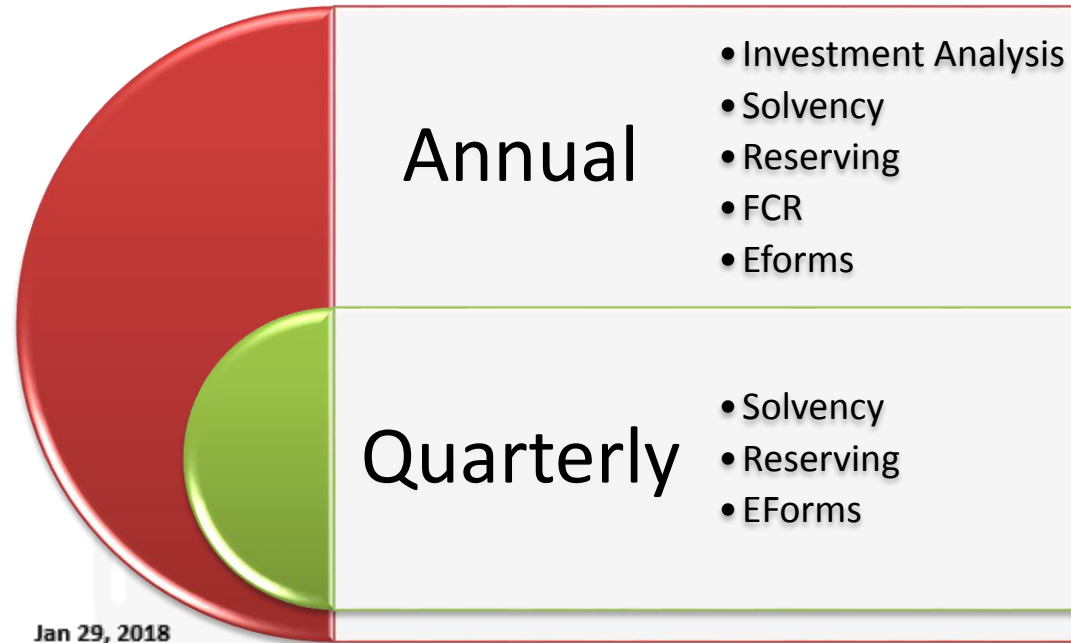 Annual
• Investment Analysis
• Solvency
• Reserving
• FCR
• Eforms
Quarterly
• Solvency
• Reserving
• EForms
Jan 29, 2018